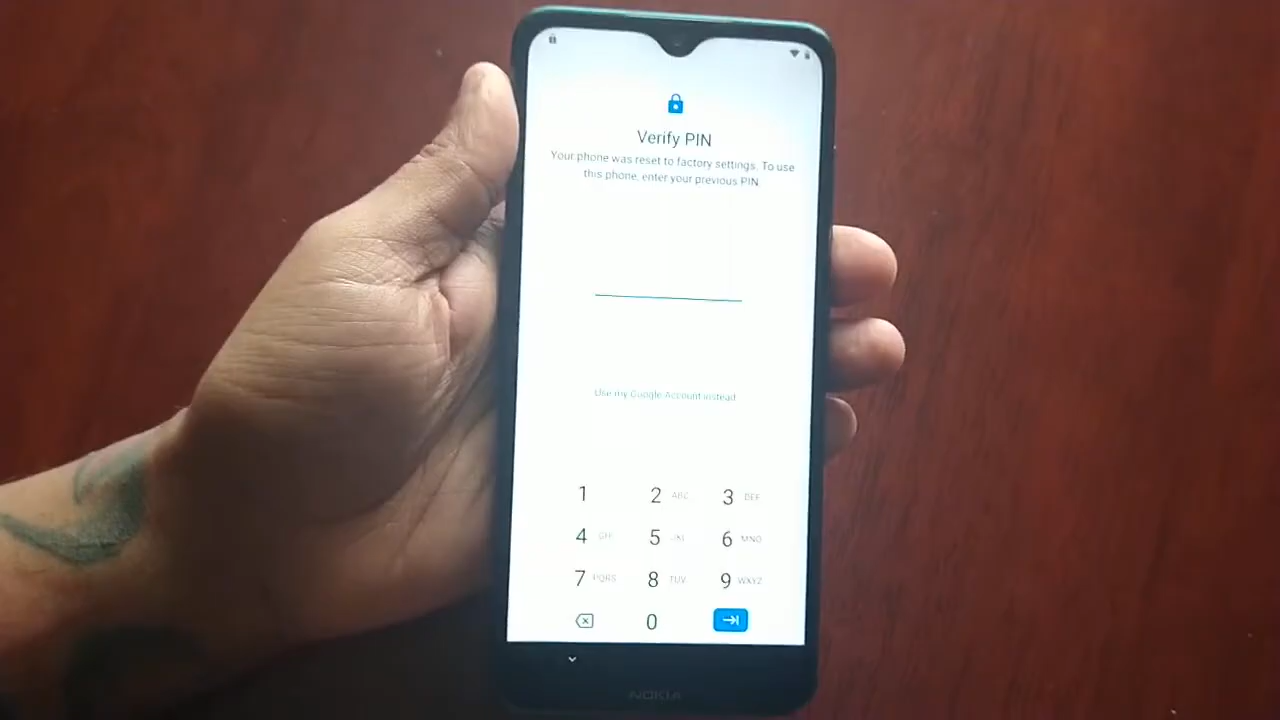 Verify PIN
Your phone was reset to factory settings. To use
this phone, enter your previous PIN.
Use my Google Account instead
1
2 ABC
3 DEF
4 GHI
5 JKL
6 MNO
7 PQRS
8 TUV
9 WXYZ
0
NOKIA